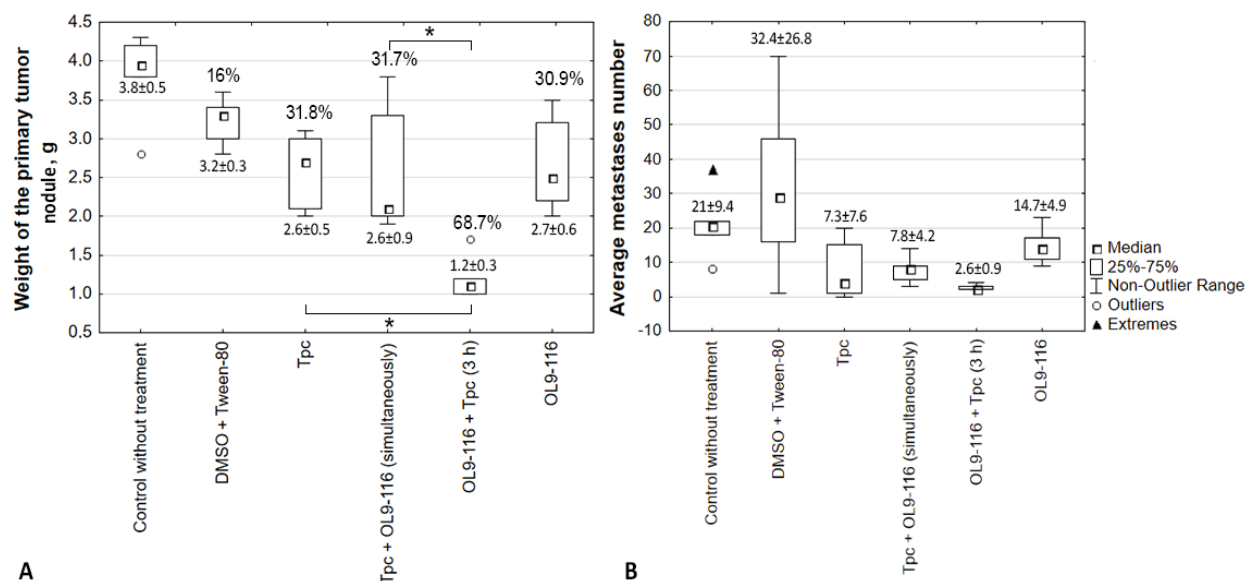 Weight of the primary tumor
nodule, g
4.5
4.0
3.5
3.0
2.5
2.0
1.5
1.0
0.5
3.8±0.5
16%
3.2±0.3
31.8%
2.6±0.5
*
31.7%
2.6±0.9
68.7%
1.2±0.3
*
30.9%
2.7±0.6
Control without treatment
DMSO + Tween-80
Tpc
Tpc + OL9-116 (simultaneously)
OL9-116 + Tpc (3 h)
OL9-116
A
Average metastases number
80
70
60
50
40
30
20
10
0
-10
21±9.4
32.4±26.8
7.3±7.6
7.8±4.2
2.6±0.9
14.7±4.9
Control without treatment
DMSO + Tween-80
Tpc
Tpc + OL9-116 (simultaneously)
OL9-116 + Tpc (3 h)
OL9-116
Median
25%-75%
Non-Outlier Range
Outliers
Extremes
B